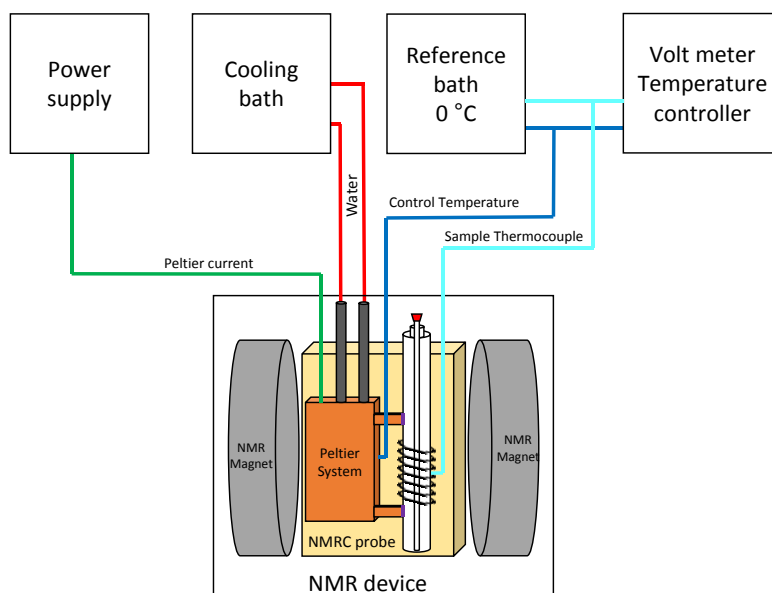 Power
supply
Cooling
bath
Reference
bath
0 °C
Volt meter
Temperature
controller
Water
Control Temperature
Sample Thermocouple
Peltier current
NMR
Magnet
Peltier
System
NMR
Magnet
NMRC probe
NMR device